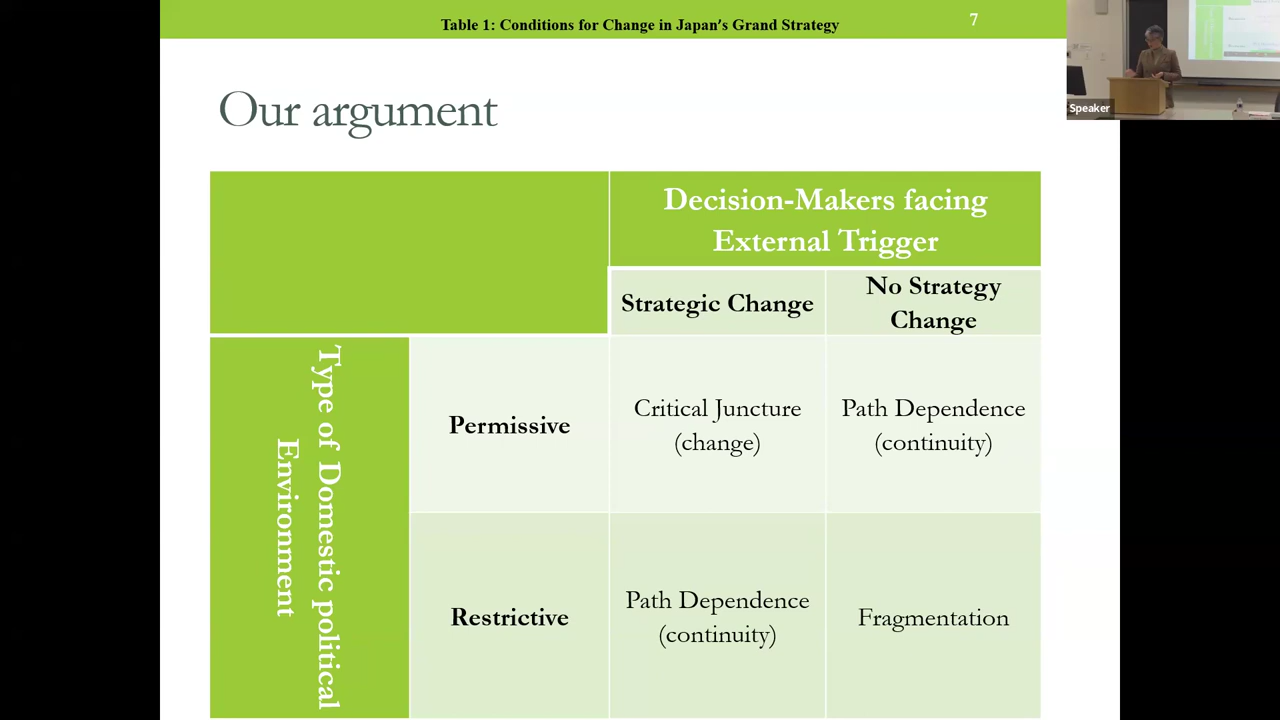 Table 1: Conditions for Change in Japan's Grand Strategy
7
Speaker
Our argument
Decision-Makers facing
External Trigger
Strategic Change
No Strategy
Change
Type of Domestic political
Environment
Permissive
Critical Juncture
(change)
Path Dependence
(continuity)
Restrictive
Path Dependence
(continuity)
Fragmentation